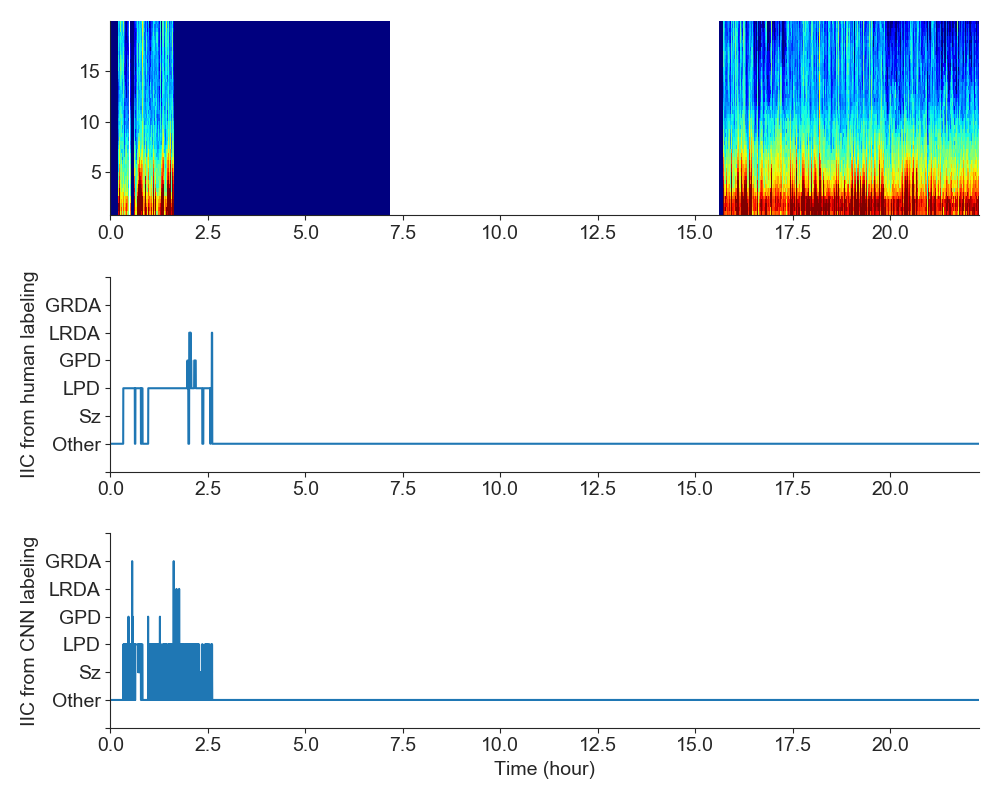 15
10
5
0.0 2.5 5.0 7.5 10.0 12.5 15.0 17.5 20.0
IIC from human labeling
GRDA
LRDA
GPD
LPD
Sz
Other
0.0 2.5 5.0 7.5 10.0 12.5 15.0 17.5 20.0
IIC from CNN labeling
GRDA
LRDA
GPD
LPD
Sz
Other
0.0 2.5 5.0 7.5 10.0 12.5 15.0 17.5 20.0
Time (hour)